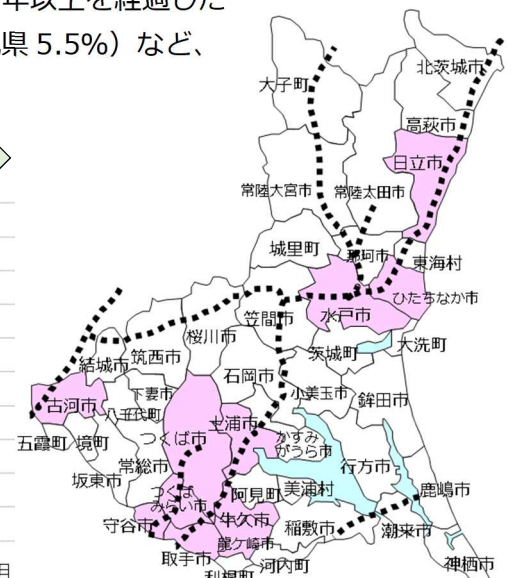 年以上を経過した
県 5.5%）など、
大子町
北茨城市
高萩市
日立市
常陸大宮市
常陸太田市
城里町
那珂市
東海村
ひたちなか市
水戸市
笠間市
桜川市
筑西市
結城市
茨城町
大洗町
石岡市
小美玉市
鉾田市
下妻市
八千代町
古河市
五霞町
境町
つくば市
土浦市
かすみ
がうら市
行方市
常総市
坂東市
つくば
みらい市
阿見町
美浦村
鹿嶋市
守谷市
牛久市
稲敷市
潮来市
取手市
龍ケ崎市
利根町
河内町
神栖市
日